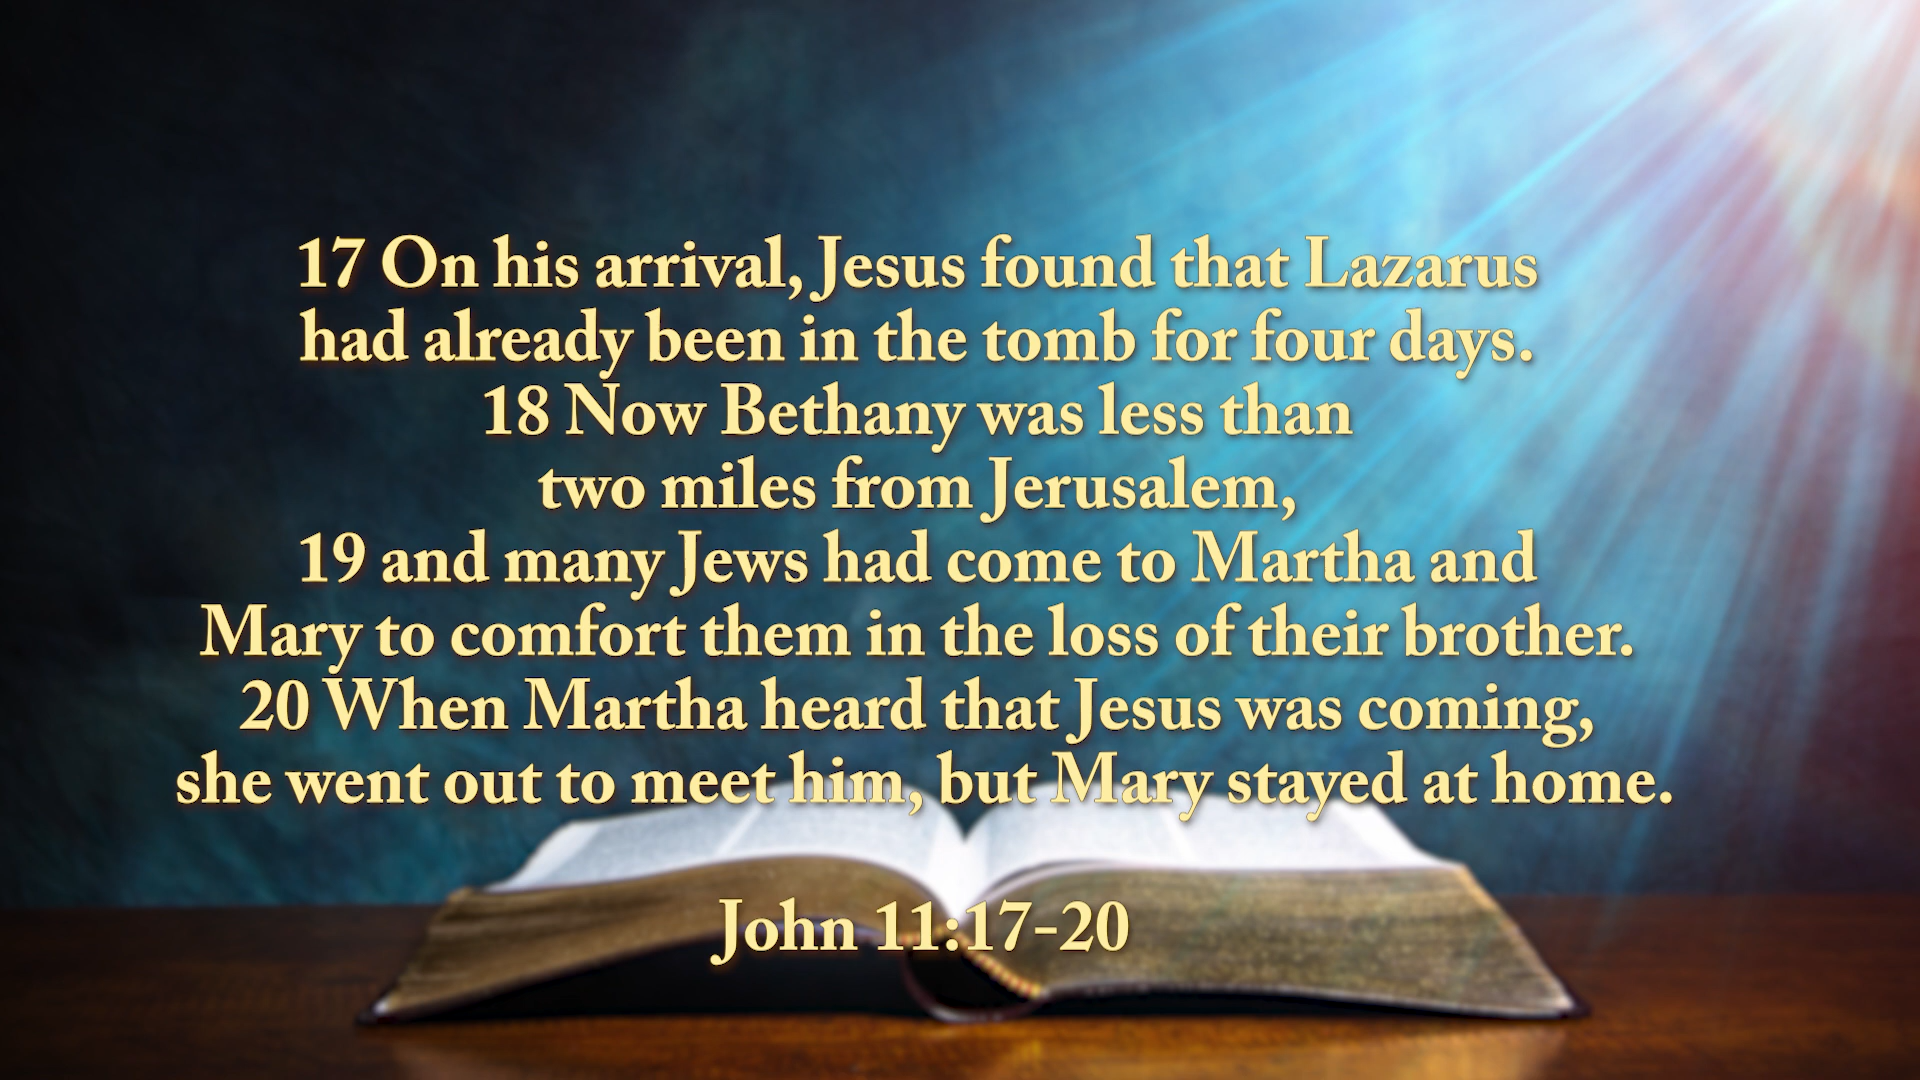 17 On his arrival, Jesus found that Lazarus
had already been in the tomb for four days.
18 Now Bethany was less than
two miles from Jerusalem,
19 and many Jews had come to Martha and
Mary to comfort them in the loss of their brother.
20 When Martha heard that Jesus was coming,
she went out to meet him, but Mary stayed at home.
John 11:17-20